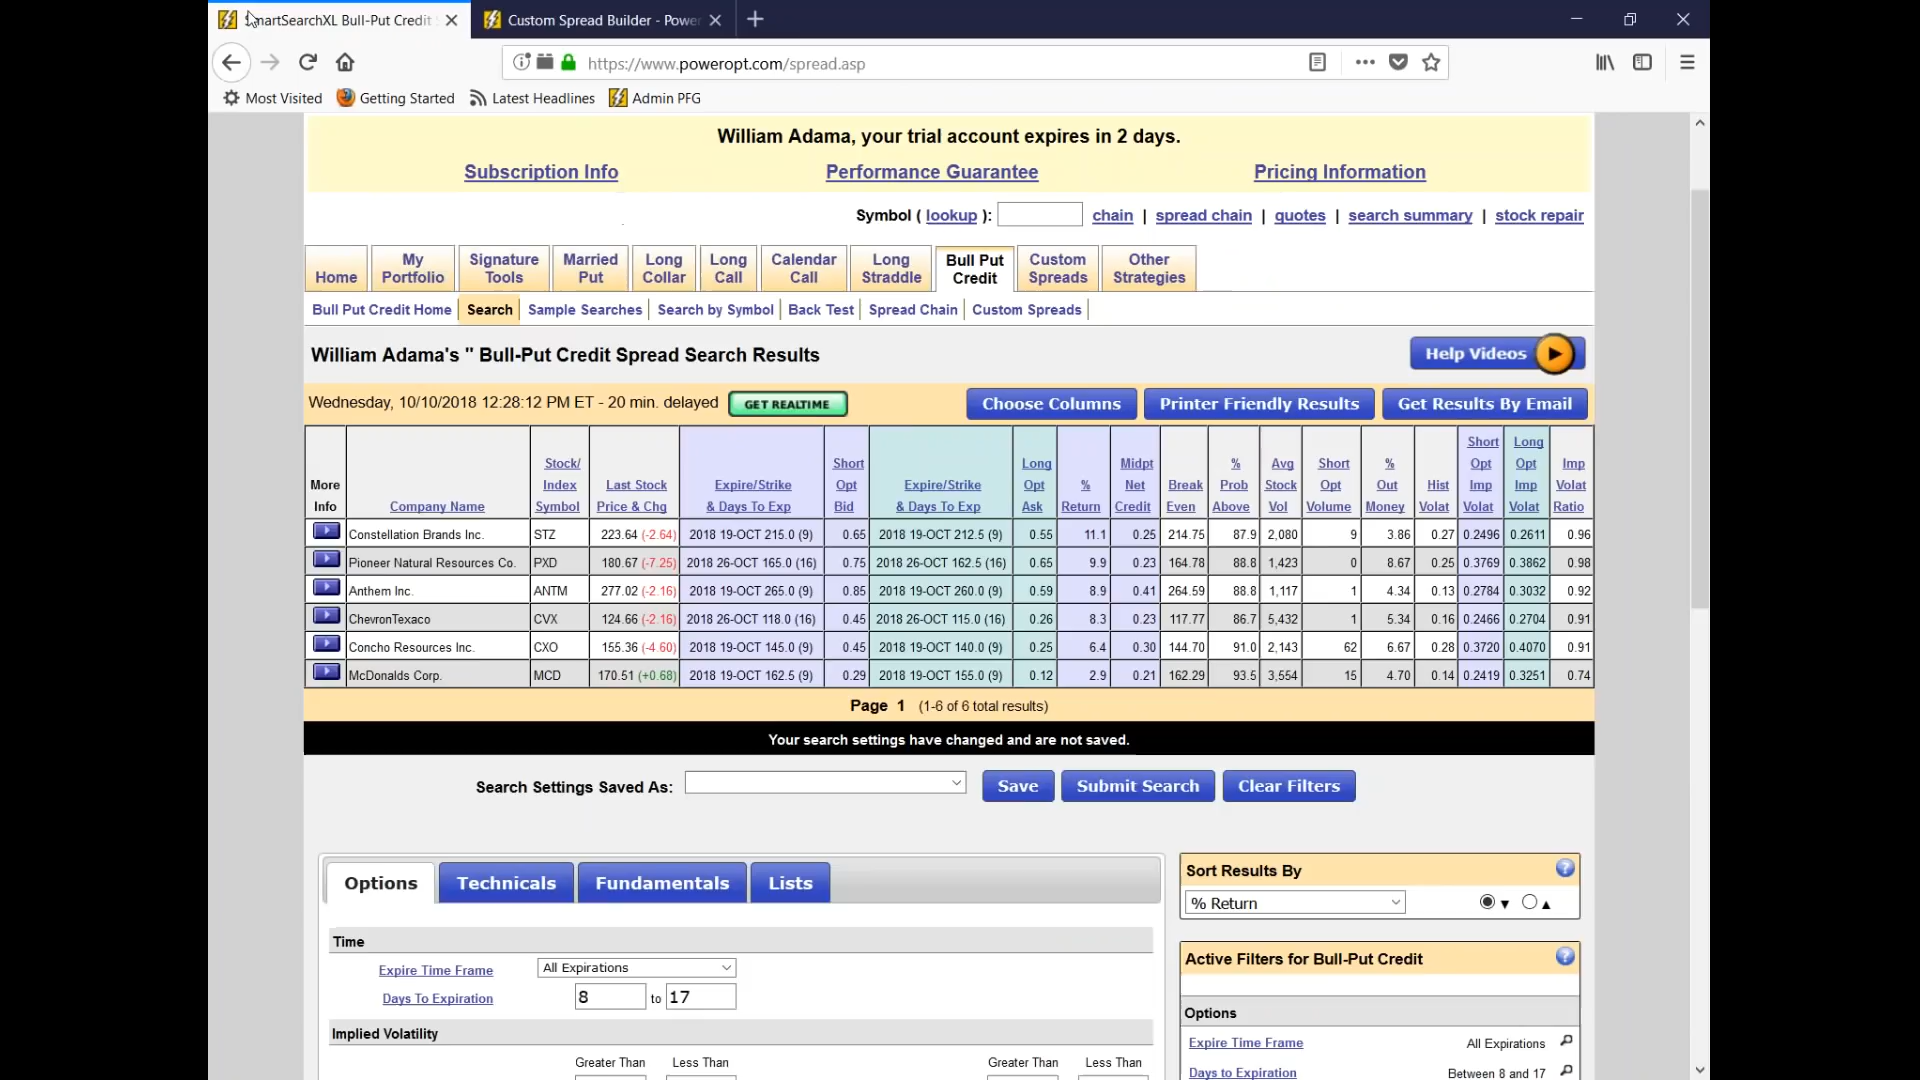 SmartSearchXL Bull-Put Credit
Custom Spread Builder - Power
https://www.poweropt.com/spread.asp
Most Visited Getting Started Latest Headlines Admin PFG
William Adama, your trial account expires in 2 days.
Subscription Info Performance Guarantee Pricing Information
Symbol ( lookup ): chain | spread chain | quotes | search summary | stock repair
Home My Portfolio Signature Tools Married Put Long Collar Long Call Calendar Call Long Straddle Bull Put Credit Custom Spreads Other Strategies
Bull Put Credit Home Search Sample Searches Search by Symbol Back Test Spread Chain Custom Spreads
William Adama's " Bull-Put Credit Spread Search Results
Help Videos
Wednesday, 10/10/2018 12:28:12 PM ET - 20 min. delayed GET REALTIME Choose Columns Printer Friendly Results Get Results By Email
More Info Company Name Stock/ Index Symbol Last Stock Price & Chg Expire/Strike & Days To Exp Short Opt Bid Expire/Strike & Days To Exp Long Opt Ask % Return Midpt Net Credit Break Even % Prob Above Avg Stock Vol Short Opt Volume % Out Money Hist Volat Short Opt Imp Volat Long Opt Imp Volat Imp Volat Ratio
Constellation Brands Inc. STZ 223.64 (-2.64) 2018 19-OCT 215.0 (9) 0.65 2018 19-OCT 212.5 (9) 0.55 11.1 0.25 214.75 87.9 2,080 9 3.86 0.27 0.2496 0.2611 0.96
Pioneer Natural Resources Co. PXD 180.67 (-7.25) 2018 26-OCT 165.0 (16) 0.75 2018 26-OCT 162.5 (16) 0.65 9.9 0.23 164.78 88.8 1,423 0 8.67 0.25 0.3769 0.3862 0.98
Anthem Inc. ANTM 277.02 (-2.16) 2018 19-OCT 265.0 (9) 0.85 2018 19-OCT 260.0 (9) 0.59 8.9 0.41 264.59 88.8 1,117 1 4.34 0.13 0.2784 0.3032 0.92
ChevronTexaco CVX 124.66 (-2.16) 2018 26-OCT 118.0 (16) 0.45 2018 26-OCT 115.0 (16) 0.26 8.3 0.23 117.77 86.7 5,432 1 5.34 0.16 0.2466 0.2704 0.91
Concho Resources Inc. CXO 155.36 (-4.60) 2018 19-OCT 145.0 (9) 0.45 2018 19-OCT 140.0 (9) 0.25 6.4 0.30 144.70 91.0 2,143 62 6.67 0.28 0.3720 0.4070 0.91
McDonalds Corp. MCD 170.51 (+0.68) 2018 19-OCT 162.5 (9) 0.29 2018 19-OCT 155.0 (9) 0.12 2.9 0.21 162.29 93.5 3,554 15 4.70 0.14 0.2419 0.3251 0.74
Page 1 (1-6 of 6 total results)
Your search settings have changed and are not saved.
Search Settings Saved As: Save Submit Search Clear Filters
Options Technicals Fundamentals Lists
Sort Results By
% Return
Time
Expire Time Frame All Expirations
Days To Expiration 8 to 17
Implied Volatility
Greater Than Less Than Greater Than Less Than
Active Filters for Bull-Put Credit
Options
Expire Time Frame All Expirations
Days to Expiration Between 8 and 17